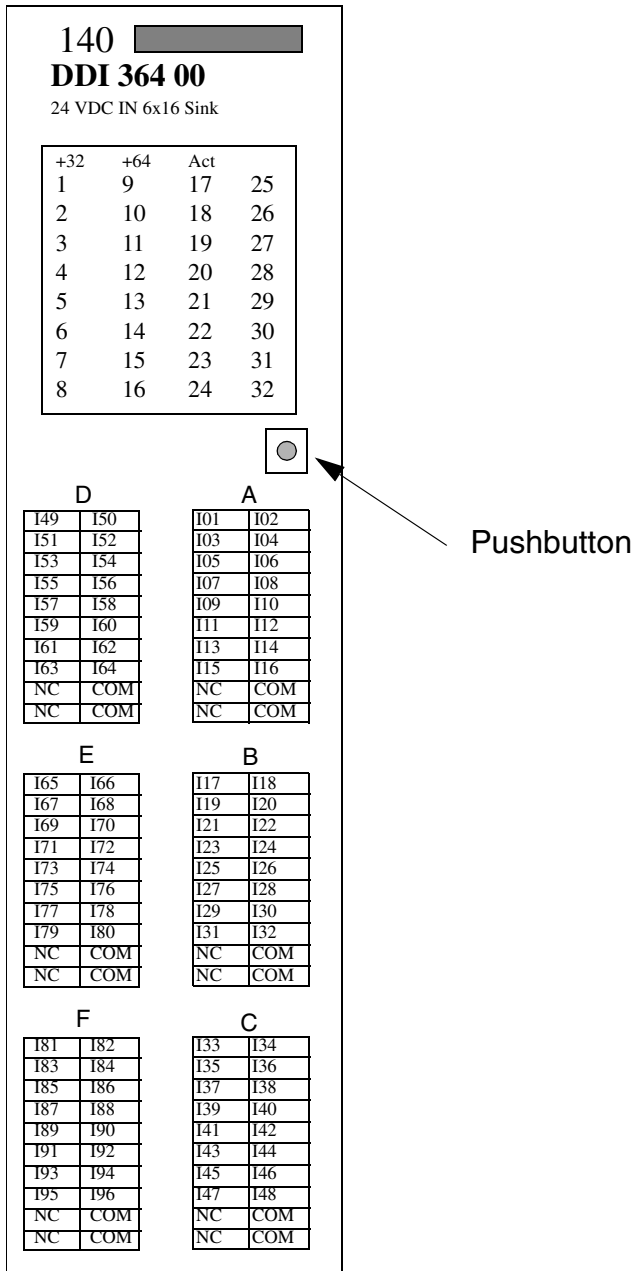 140
DDI 364 00
24 VDC IN 6x16 Sink
+32 +64 Act
1 9 17 25
2 10 18 26
3 11 19 27
4 12 20 28
5 13 21 29
6 14 22 30
7 15 23 31
8 16 24 32
Pushbutton
D
I49 I50
I51 I52
I53 I54
I55 I56
I57 I58
I59 I60
I61 I62
I63 I64
NC COM
NC COM
A
I01 I02
I03 I04
I05 I06
I07 I08
I09 I10
I11 I12
I13 I14
I15 I16
NC COM
NC COM
E
I65 I66
I67 I68
I69 I70
I71 I72
I73 I74
I75 I76
I77 I78
I79 I80
NC COM
NC COM
B
I17 I18
I19 I20
I21 I22
I23 I24
I25 I26
I27 I28
I29 I30
I31 I32
NC COM
NC COM
F
I81 I82
I83 I84
I85 I86
I87 I88
I89 I90
I91 I92
I93 I94
I95 I96
NC COM
NC COM
C
I33 I34
I35 I36
I37 I38
I39 I40
I41 I42
I43 I44
I45 I46
I47 I48
NC COM
NC COM